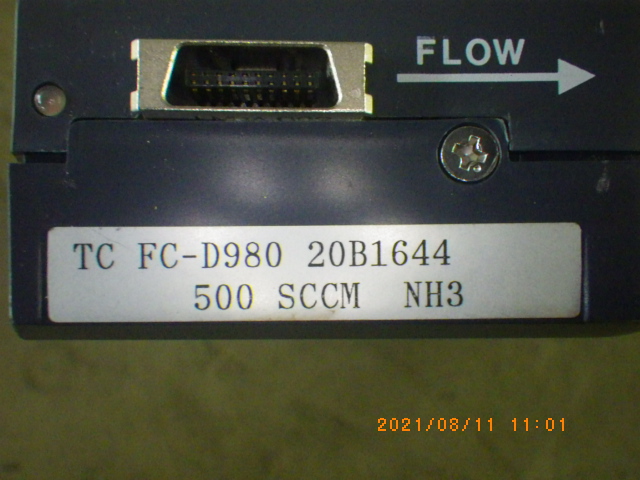 FLOW
TC FC-D980 20B1644
500 SCCM NH3
2021/08/11 11:01